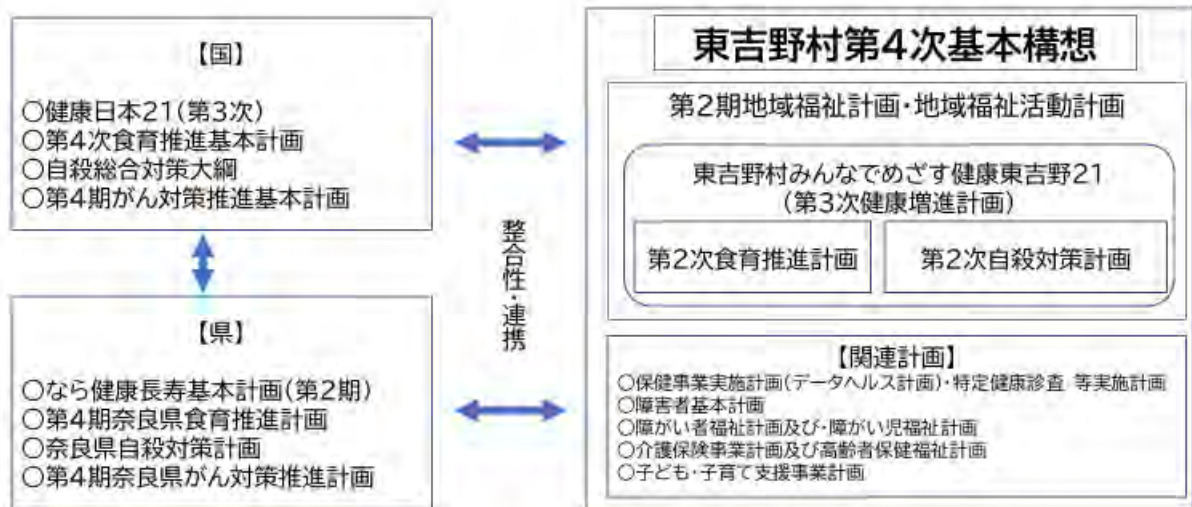 【国】
○健康日本21(第3次)
○第4次食育推進基本計画
○自殺総合対策大綱
○第4期がん対策推進基本計画
【県】
○なら健康長寿基本計画(第2期)
○第4期奈良県食育推進計画
○奈良県自殺対策計画
○第4期奈良県がん対策推進計画
整合性・連携
東吉野村第4次基本構想
第2期地域福祉計画・地域福祉活動計画
東吉野村みんなでめざす健康東吉野21
(第3次健康増進計画)
第2次食育推進計画
第2次自殺対策計画
【関連計画】
○保健事業実施計画(データヘルス計画)・特定健康診査 等実施計画
○障害者基本計画
○障がい者福祉計画及び・障がい児福祉計画
○介護保険事業計画及び高齢者保健福祉計画
○子ども・子育て支援事業計画